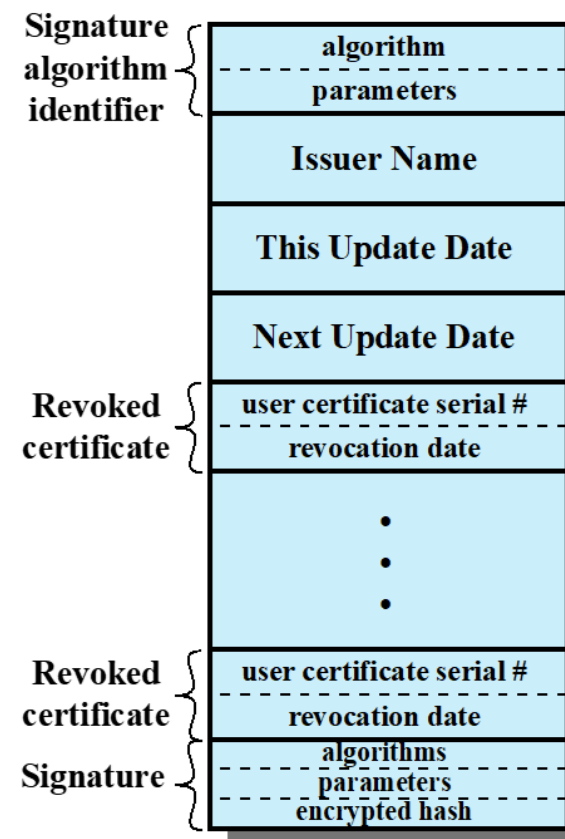 Signature
algorithm
identifier
algorithm
parameters
Issuer Name
This Update Date
Next Update Date
Revoked
certificate
user certificate serial #
revocation date
Revoked
certificate
user certificate serial #
revocation date
Signature
algorithms
parameters
encrypted hash